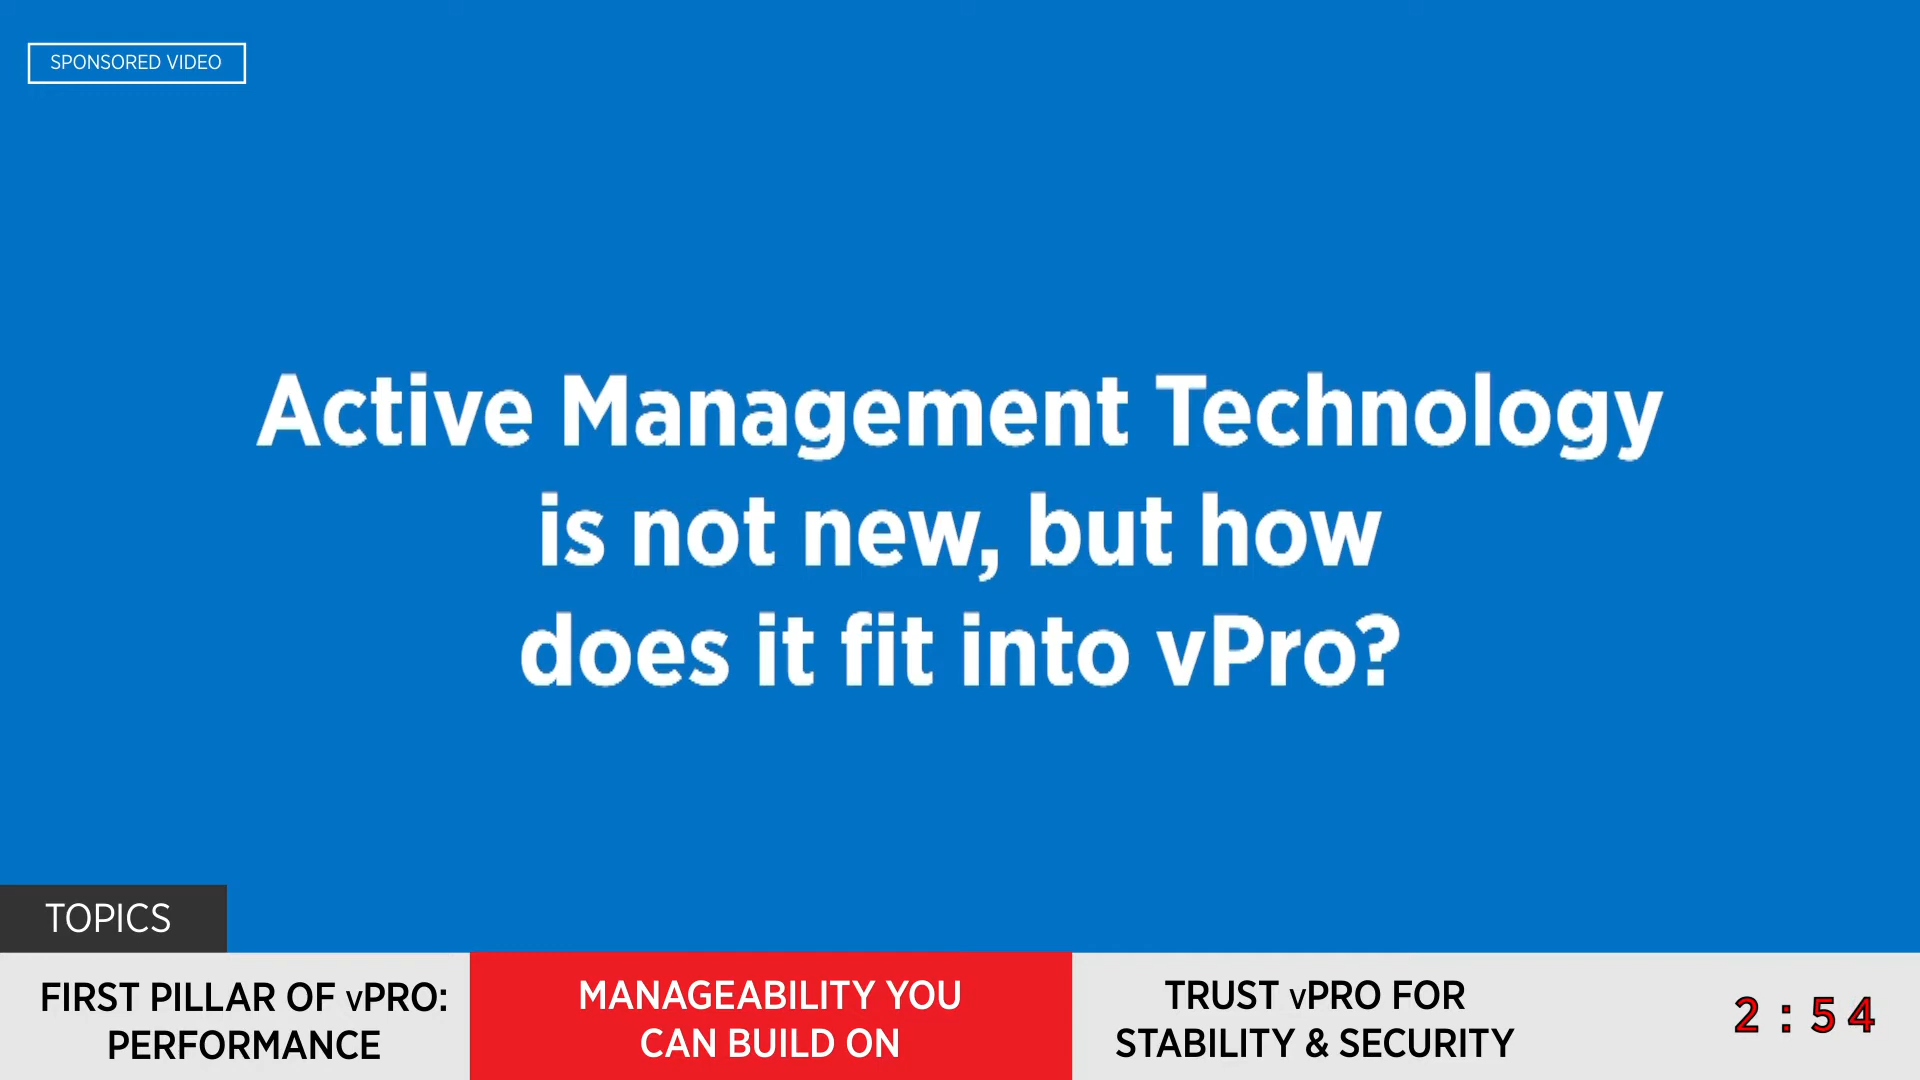 SPONSORED VIDEO
Active Management Technology
is not new, but how
does it fit into vPro?
TOPICS
FIRST PILLAR OF vPRO:
PERFORMANCE
MANAGEABILITY YOU
CAN BUILD ON
TRUST vPRO FOR
STABILITY & SECURITY
2:54